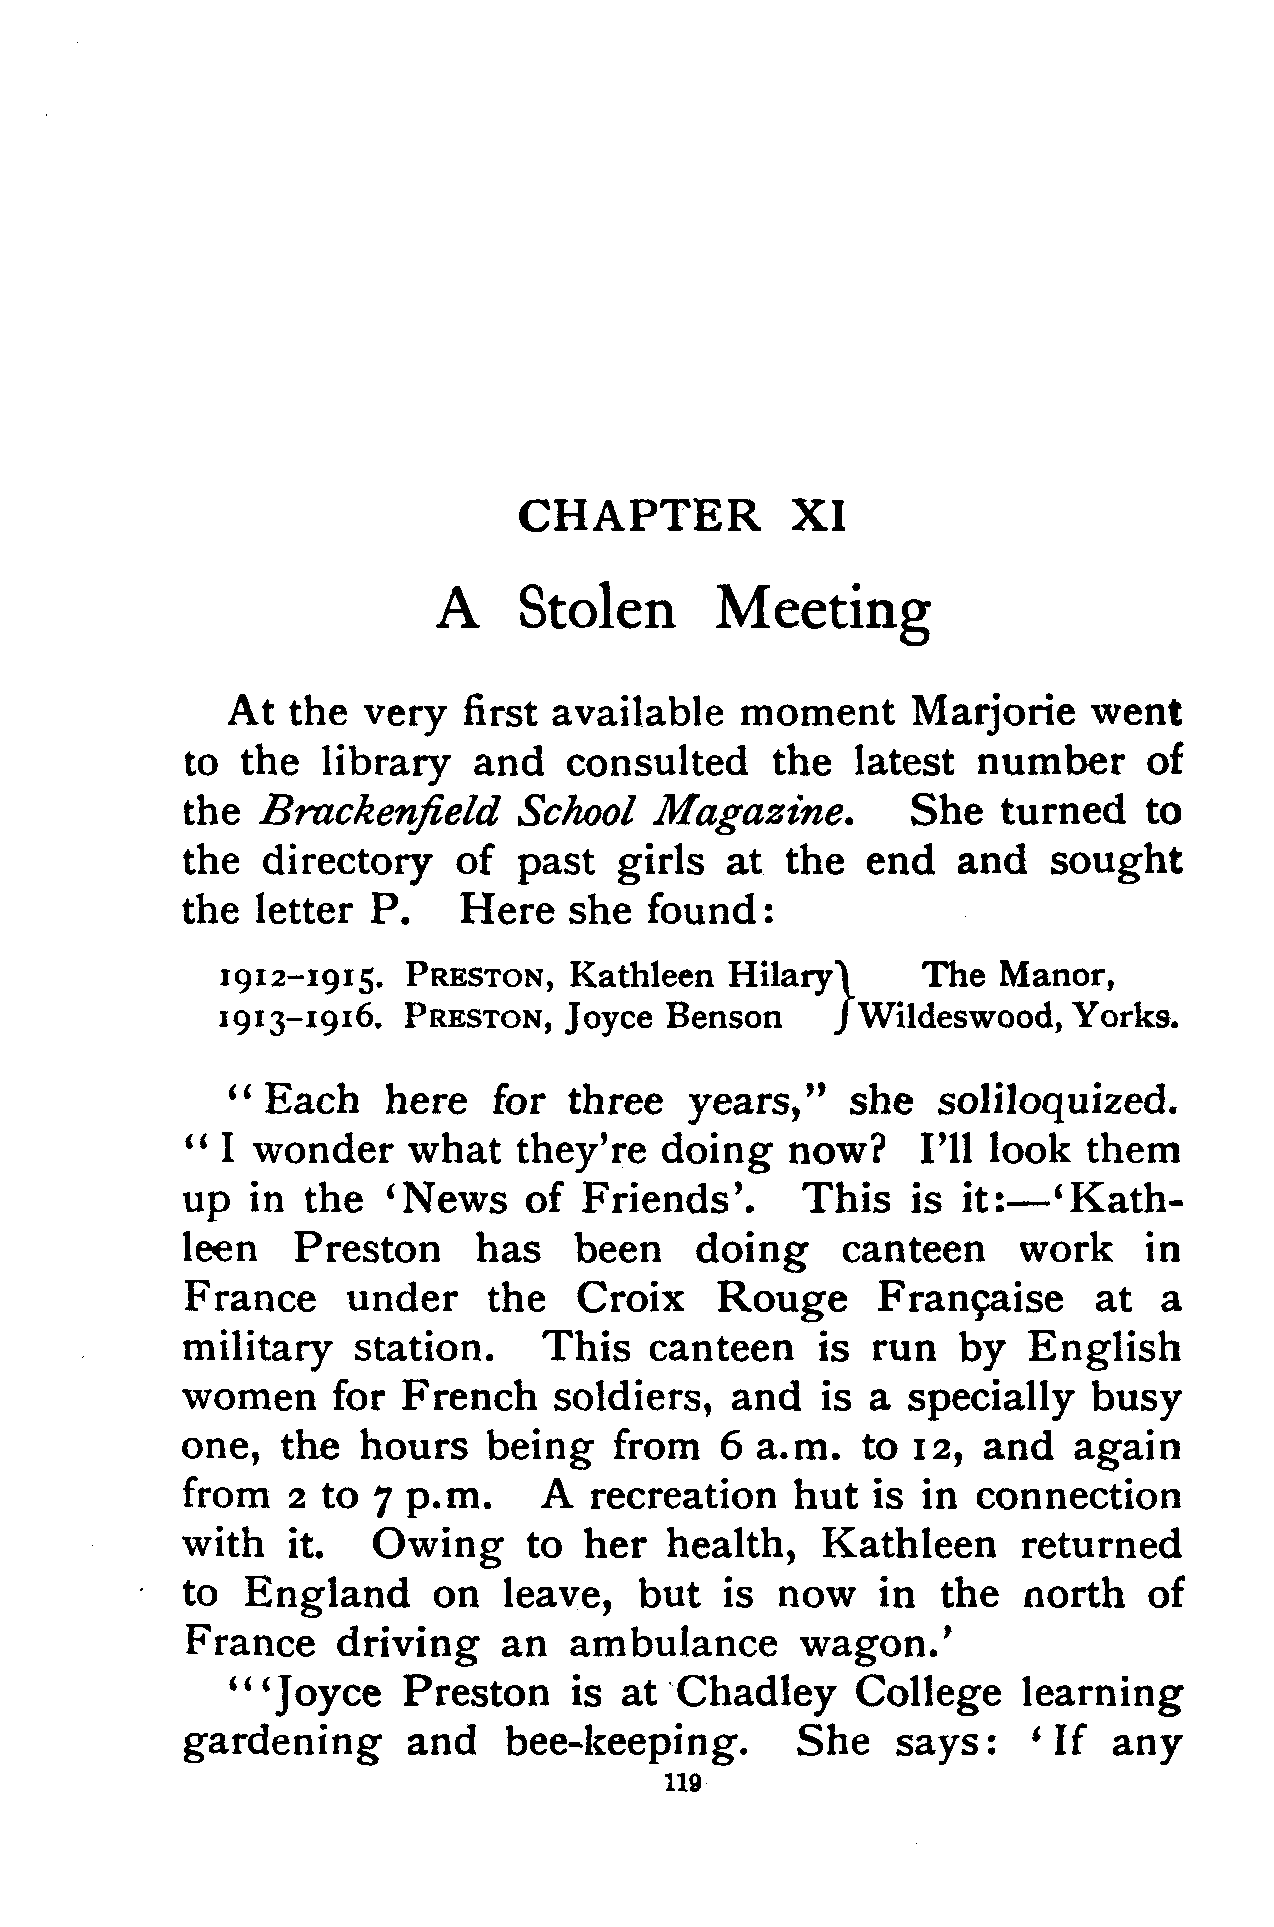 CHAPTER XI
A Stolen Meeting
At the very first available moment Marjorie went
to the library and consulted the latest number of
the Brackenfield School Magazine. She turned to
the directory of past girls at the end and sought
the letter P. Here she found:
1912–1915. PRESTON, Kathleen Hilary} The Manor,
1913–1916. PRESTON, Joyce Benson } Wildeswood, Yorks.
“ Each here for three years,” she soliloquized.
“ I wonder what they’re doing now? I’ll look them
up in the ‘News of Friends’. This is it:—‘Kath-
leen Preston has been doing canteen work in
France under the Croix Rouge Française at a
military station. This canteen is run by English
women for French soldiers, and is a specially busy
one, the hours being from 6 a.m. to 12, and again
from 2 to 7 p.m. A recreation hut is in connection
with it. Owing to her health, Kathleen returned
to England on leave, but is now in the north of
France driving an ambulance wagon.’
“‘Joyce Preston is at Chadley College learning
gardening and bee-keeping. She says: ‘If any
119